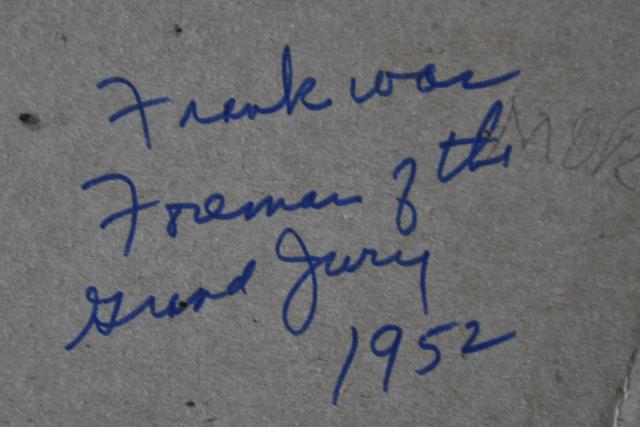 Frank was
Foreman of the
Grand Jury
1952